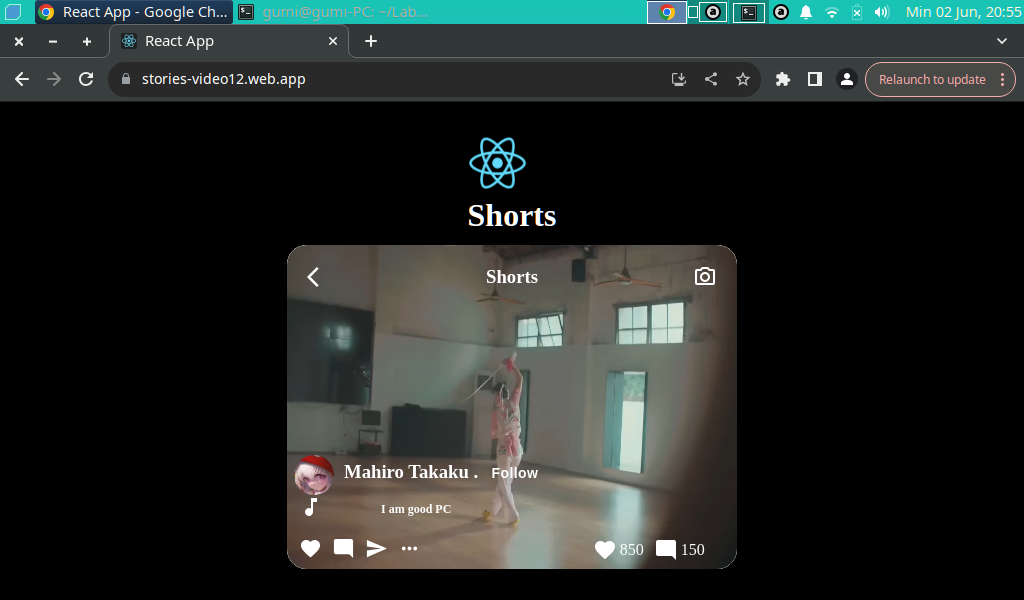 React App - Google Ch...
gumi@gumi-PC: ~/Lab...
Min 02 Jun, 20:55
React App
stories-video12.web.app
Relaunch to update
Shorts
Shorts
Mahiro Takaku . Follow
I am good PC
850 150